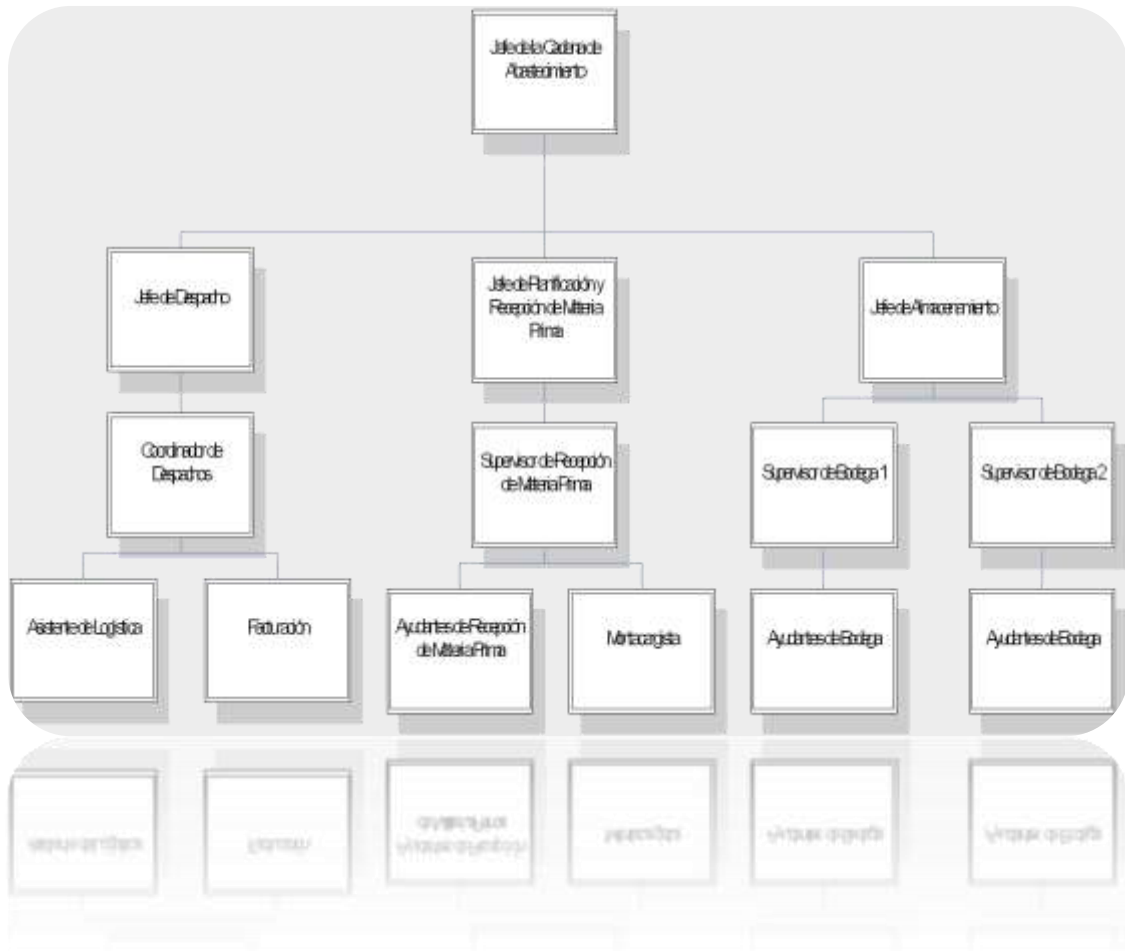 Jefe de la Cadena de
Abastecimiento
Jefe de Despacho
Jefe de Planificación y
Recepción de Materia
Prima
Jefe de Almacenamiento
Coordinador de
Despachos
Supervisor de Recepción
de Materia Prima
Supervisor de Bodega 1
Supervisor de Bodega 2
Asistente de Logística
Facturación
Ayudantes de Recepción
de Materia Prima
Montacargista
Ayudantes de Bodega
Ayudantes de Bodega